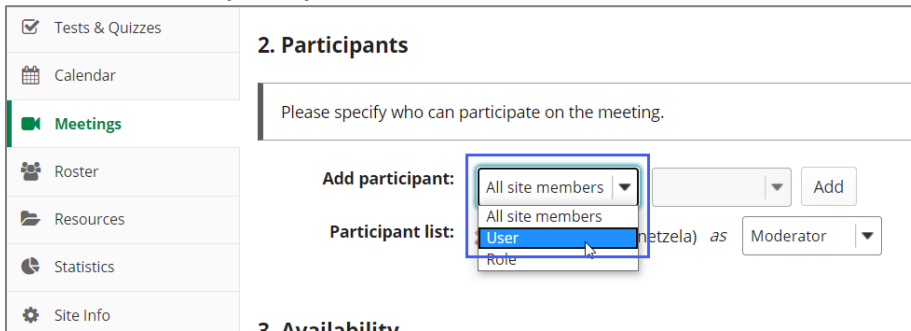 Tests & Quizzes
Calendar
Meetings
Roster
Resources
Statistics
Site Info
2. Participants
Please specify who can participate on the meeting.
Add participant: All site members Add
All site members
User
Role
Participant list: netzela) as Moderator
3. Availability